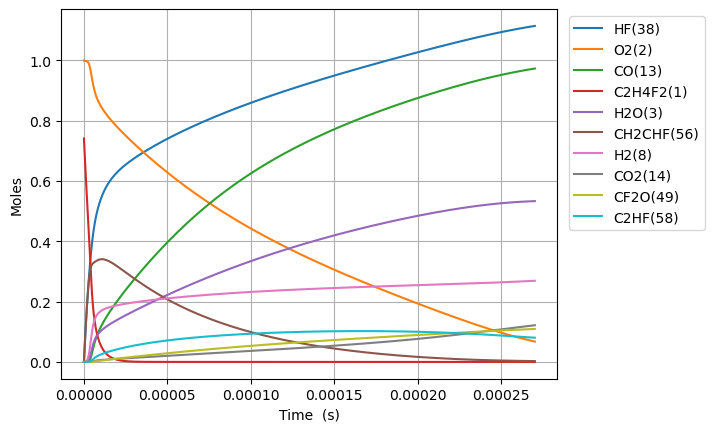 Moles
1.0
0.8
0.6
0.4
0.2
0.0
0.00000 0.00005 0.00010 0.00015 0.00020 0.00025
Time (s)
HF(38)
O2(2)
CO(13)
C2H4F2(1)
H2O(3)
CH2CHF(56)
H2(8)
CO2(14)
CF2O(49)
C2HF(58)